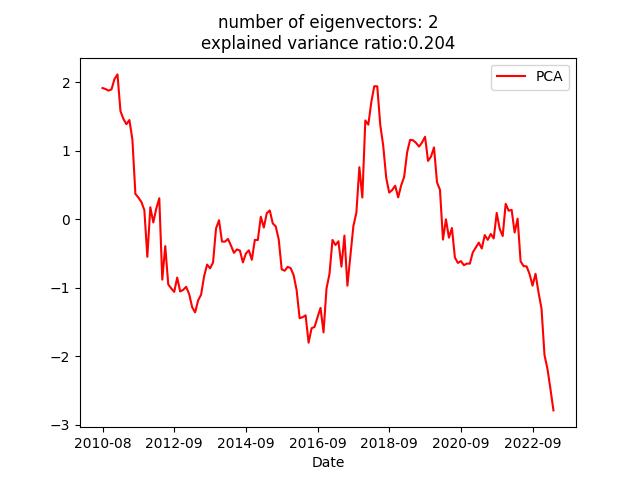 number of eigenvectors: 2
explained variance ratio:0.204
PCA
2
1
0
−1
−2
−3
2010-08 2012-09 2014-09 2016-09 2018-09 2020-09 2022-09
Date